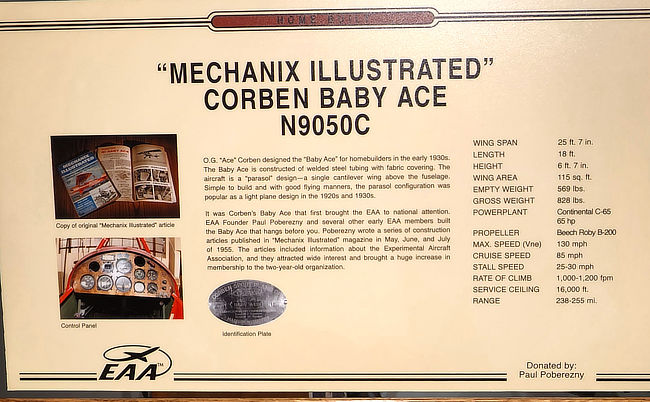 HOME BUILT
"MECHANIX ILLUSTRATED"
CORBEN BABY ACE
N9050C
MECHANIX
ILLUSTRATED
Copy of original "Mechanix Illustrated" article
Control Panel
O.G. "Ace" Corben designed the "Baby Ace" for homebuilders in the early 1930s.
The Baby Ace is constructed of welded steel tubing with fabric covering. The
aircraft is a "parasol" design—a single cantilever wing above the fuselage.
Simple to build and with good flying manners, the parasol configuration was
popular as a light plane design in the 1920s and 1930s.
It was Corben's Baby Ace that first brought the EAA to national attention.
EAA Founder Paul Poberezny and several other early EAA members built
the Baby Ace that hangs before you. Poberezny wrote a series of construction
articles published in "Mechanix Illustrated" magazine in May, June, and July
of 1955. The articles included information about the Experimental Aircraft
Association, and they attracted wide interest and brought a huge increase in
membership to the two-year-old organization.
Identification Plate
WING SPAN 25 ft. 7 in.
LENGTH 18 ft.
HEIGHT 6 ft. 7 in.
WING AREA 115 sq. ft.
EMPTY WEIGHT 569 lbs.
GROSS WEIGHT 828 lbs.
POWERPLANT Continental C-65
65 hp
PROPELLER Beech Roby B-200
MAX. SPEED (Vne) 130 mph
CRUISE SPEED 85 mph
STALL SPEED 25-30 mph
RATE OF CLIMB 1,000-1,200 fpm
SERVICE CEILING 16,000 ft.
RANGE 238-255 mi.
EAA™
Donated by:
Paul Poberezny